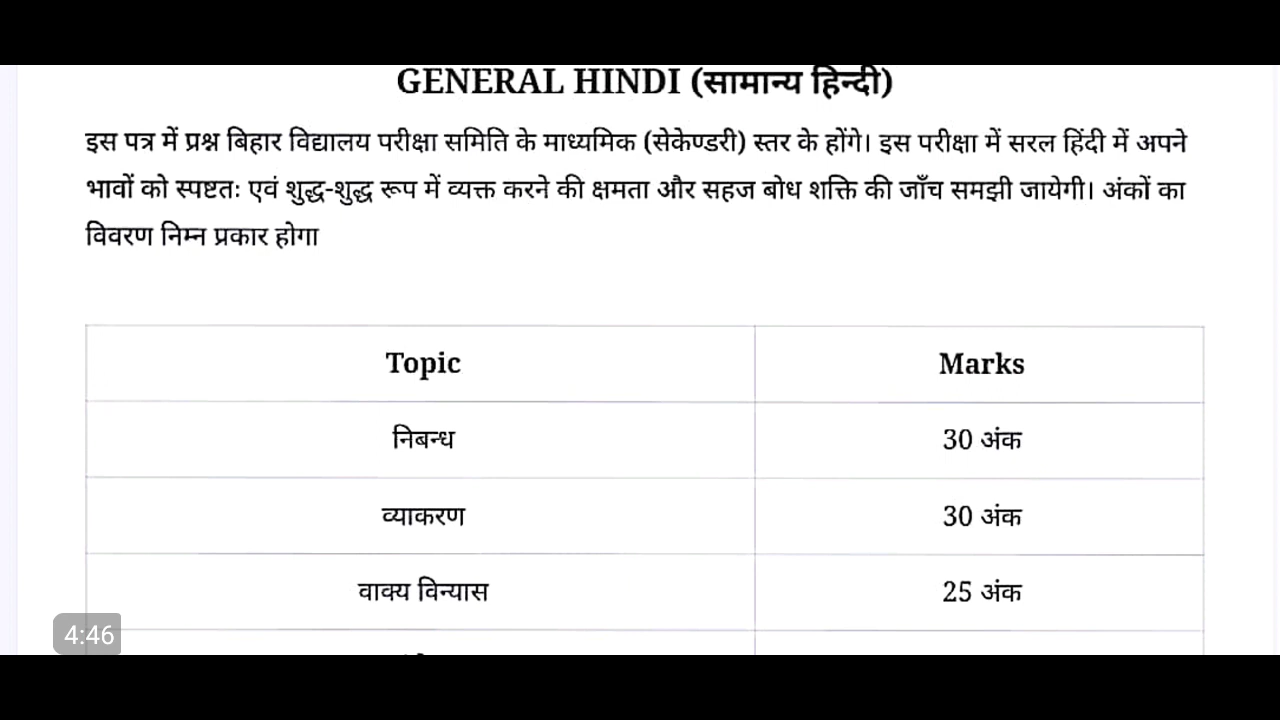 GENERAL HINDI (सामान्य हिन्दी)
इस पत्र में प्रश्न बिहार विद्यालय परीक्षा समिति के माध्यमिक (सेकेण्डरी) स्तर के होंगे। इस परीक्षा में सरल हिंदी में अपने
भावों को स्पष्टतः एवं शुद्ध-शुद्ध रूप में व्यक्त करने की क्षमता और सहज बोध शक्ति की जाँच समझी जायेगी। अंकों का
विवरण निम्न प्रकार होगा
Topic Marks
निबन्ध 30 अंक
व्याकरण 30 अंक
वाक्य विन्यास 25 अंक
4:46